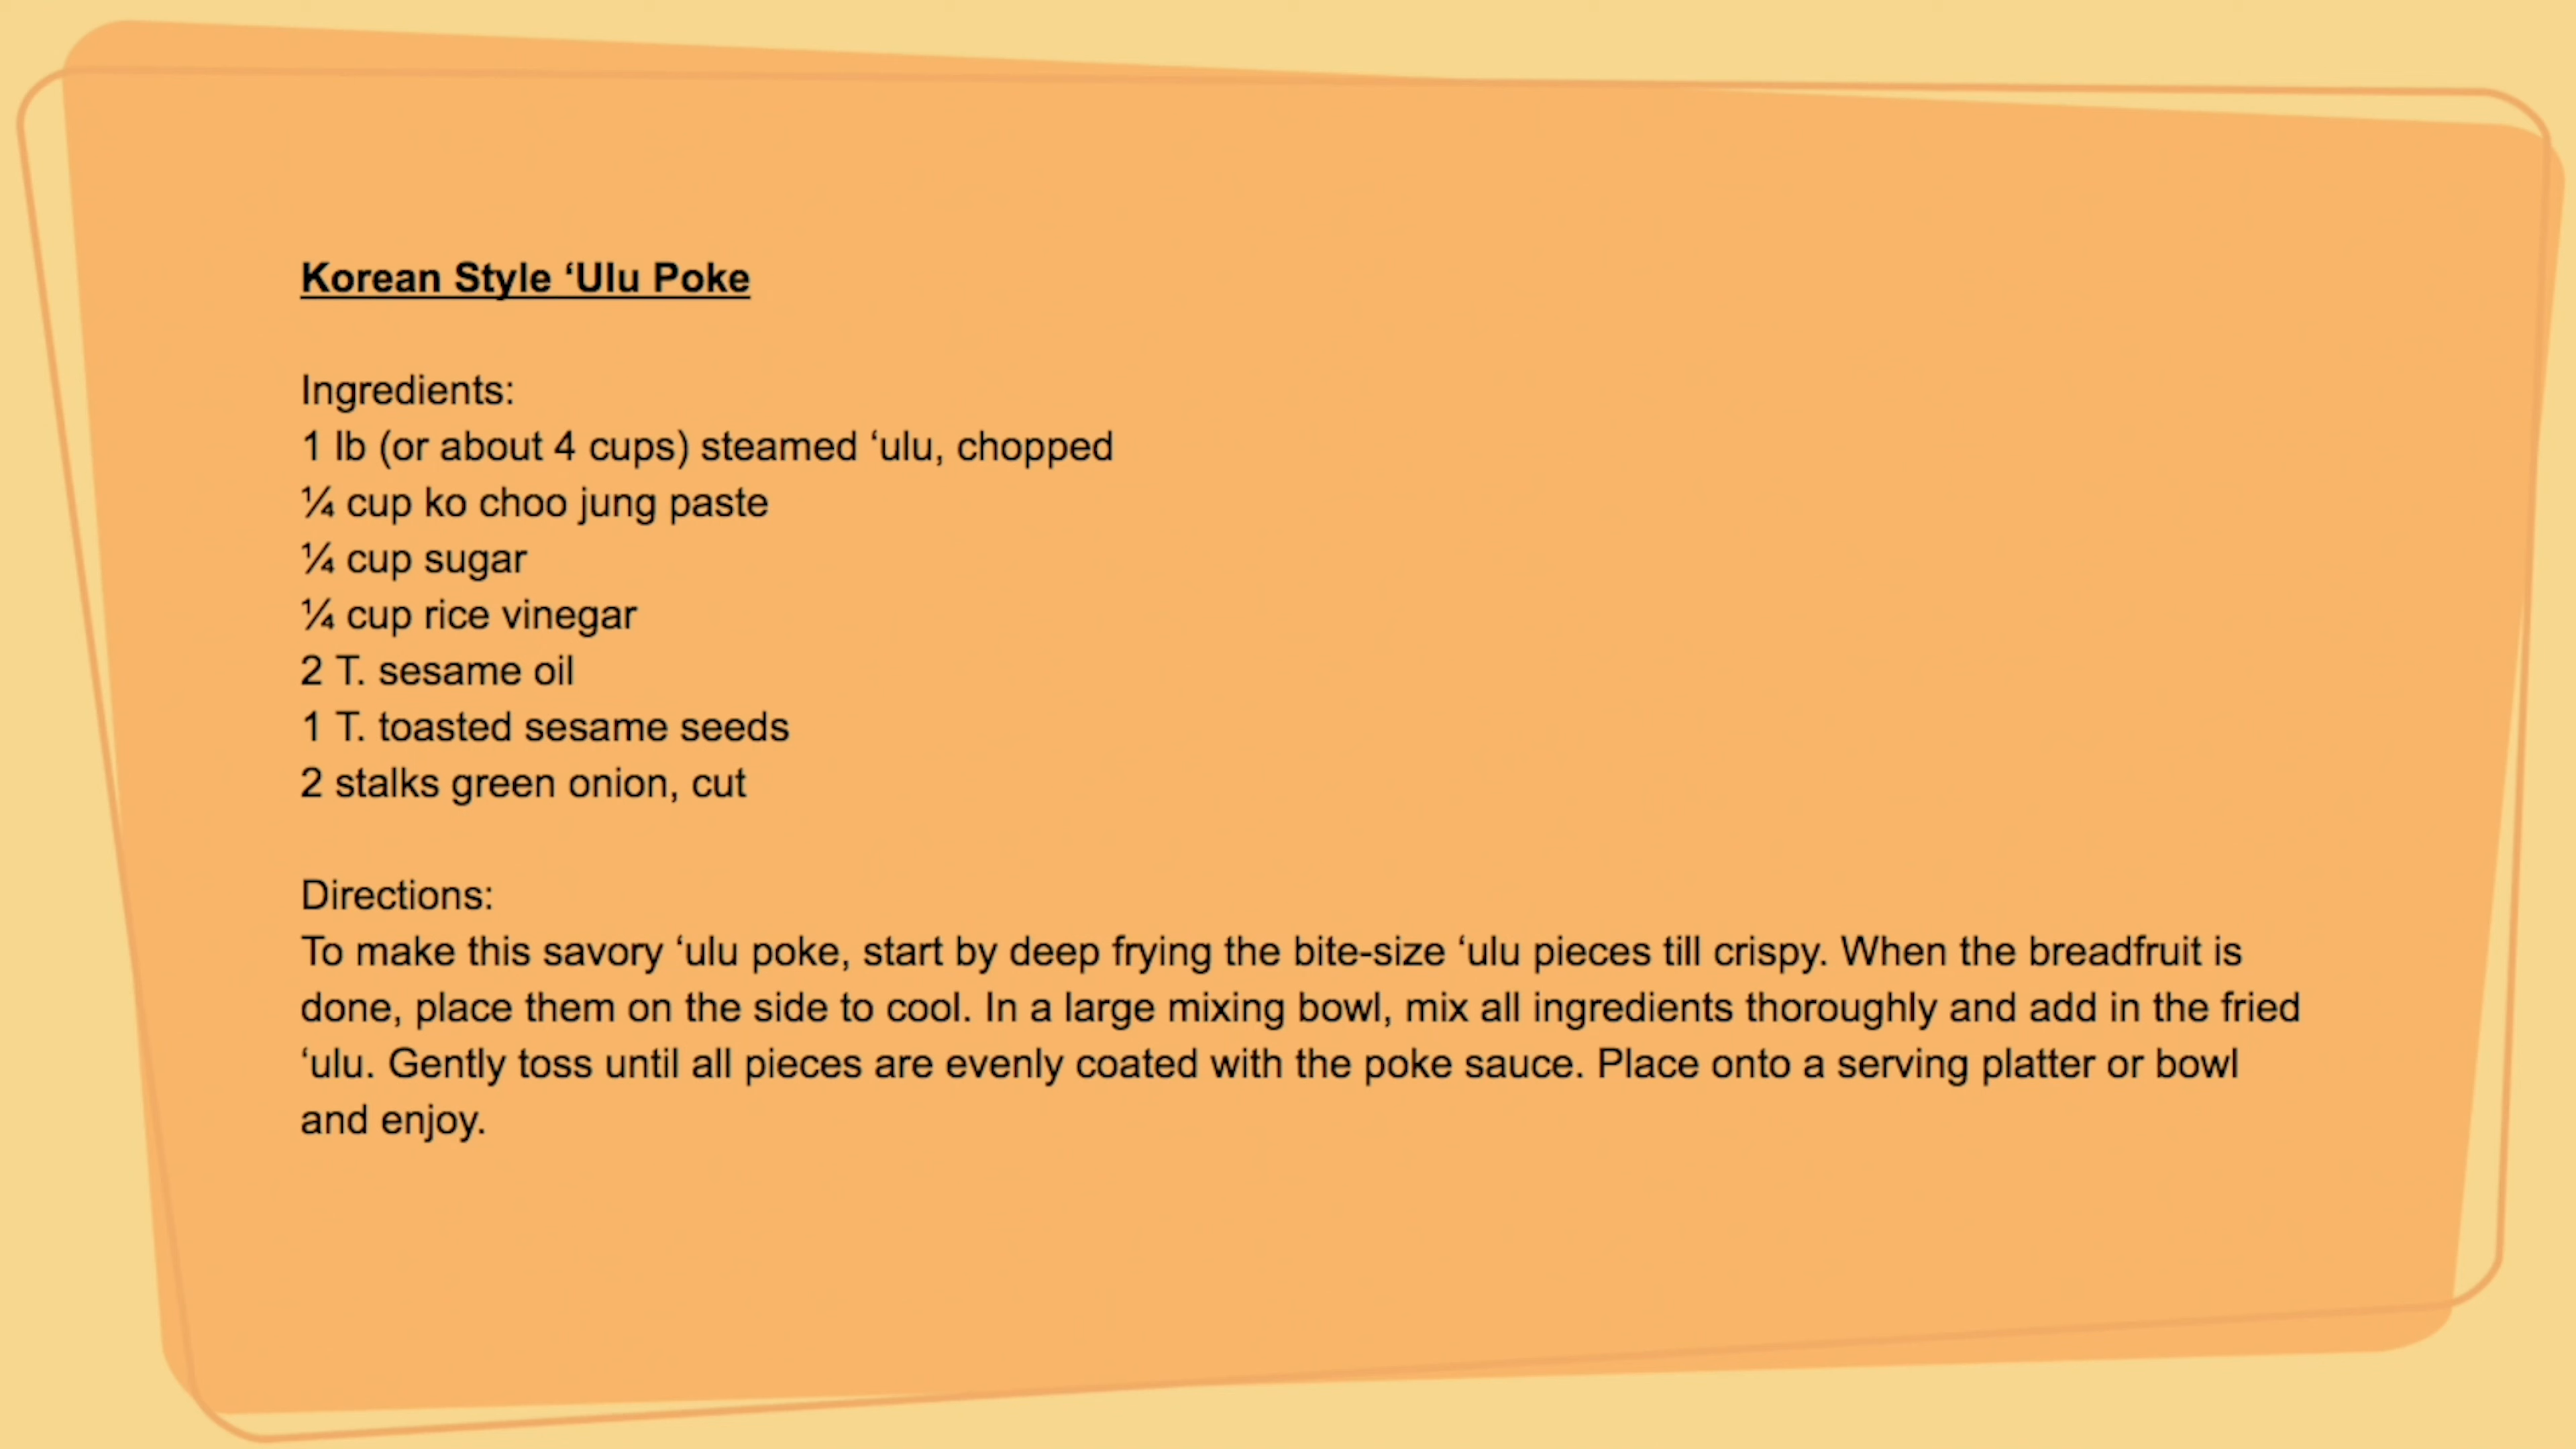 Korean Style ‘Ulu Poke
Ingredients:
1 lb (or about 4 cups) steamed ‘ulu, chopped
¼ cup ko choo jung paste
¼ cup sugar
¼ cup rice vinegar
2 T. sesame oil
1 T. toasted sesame seeds
2 stalks green onion, cut
Directions:
To make this savory ‘ulu poke, start by deep frying the bite-size ‘ulu pieces till crispy. When the breadfruit is
done, place them on the side to cool. In a large mixing bowl, mix all ingredients thoroughly and add in the fried
‘ulu. Gently toss until all pieces are evenly coated with the poke sauce. Place onto a serving platter or bowl
and enjoy.